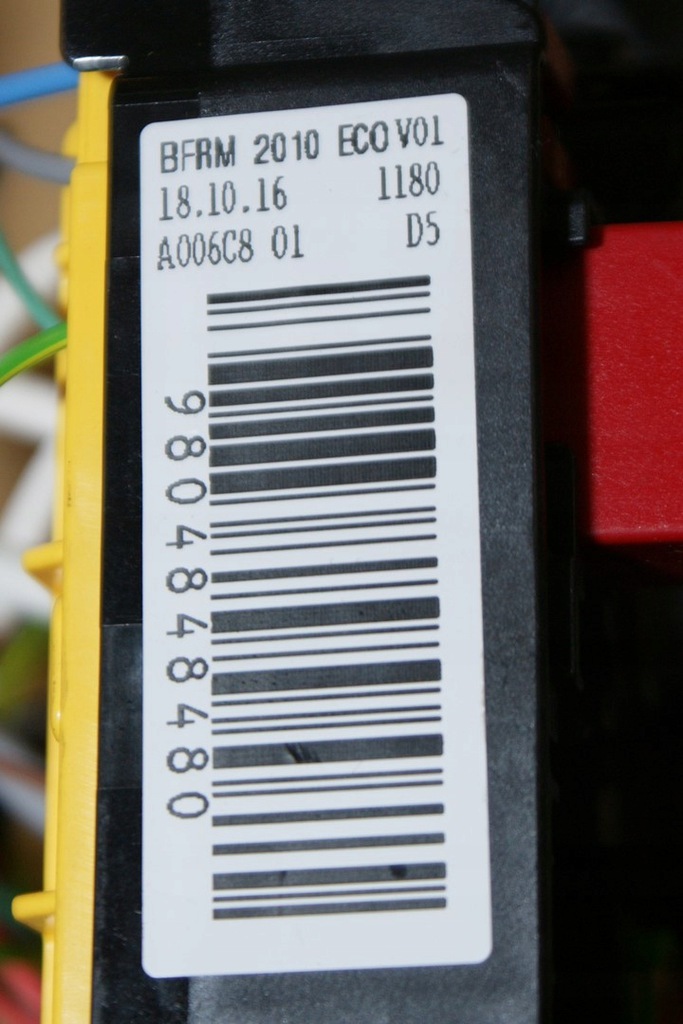 BFRM 2010 ECO V01
18.10.16 1180
A006C8 01 D5
9804848480